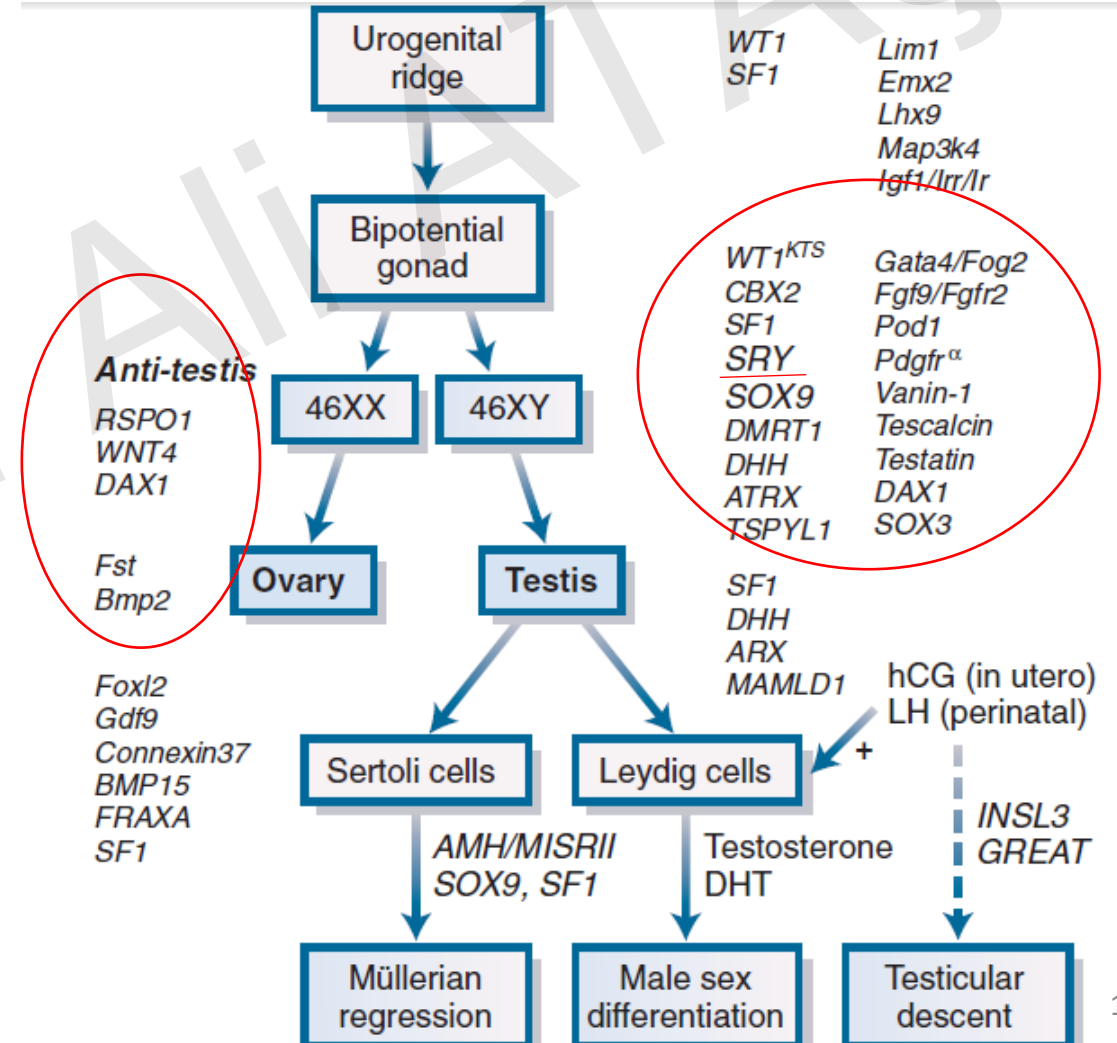 Ali ATAŞ
Urogenital
ridge
WT1
SF1
Lim1
Emx2
Lhx9
Map3k4
Igf1/Irr/Ir
Bipotential
gonad
WT1KTS
CBX2
SF1
SRY
SOX9
DMRT1
DHH
ATRX
TSPYL1
Gata4/Fog2
Fgf9/Fgfr2
Pod1
Pdgfr α
Vanin-1
Tescalcin
Testatin
DAX1
SOX3
Anti-testis
RSPO1
WNT4
DAX1
46XX
46XY
Fst
Bmp2
Ovary
Testis
SF1
DHH
ARX
MAMLD1
hCG (in utero)
LH (perinatal)
+
Foxl2
Gdf9
Connexin37
BMP15
FRAXA
SF1
Sertoli cells
Leydig cells
AMH/MISRII
SOX9, SF1
Testosterone
DHT
INSL3
GREAT
Müllerian
regression
Male sex
differentiation
Testicular
descent